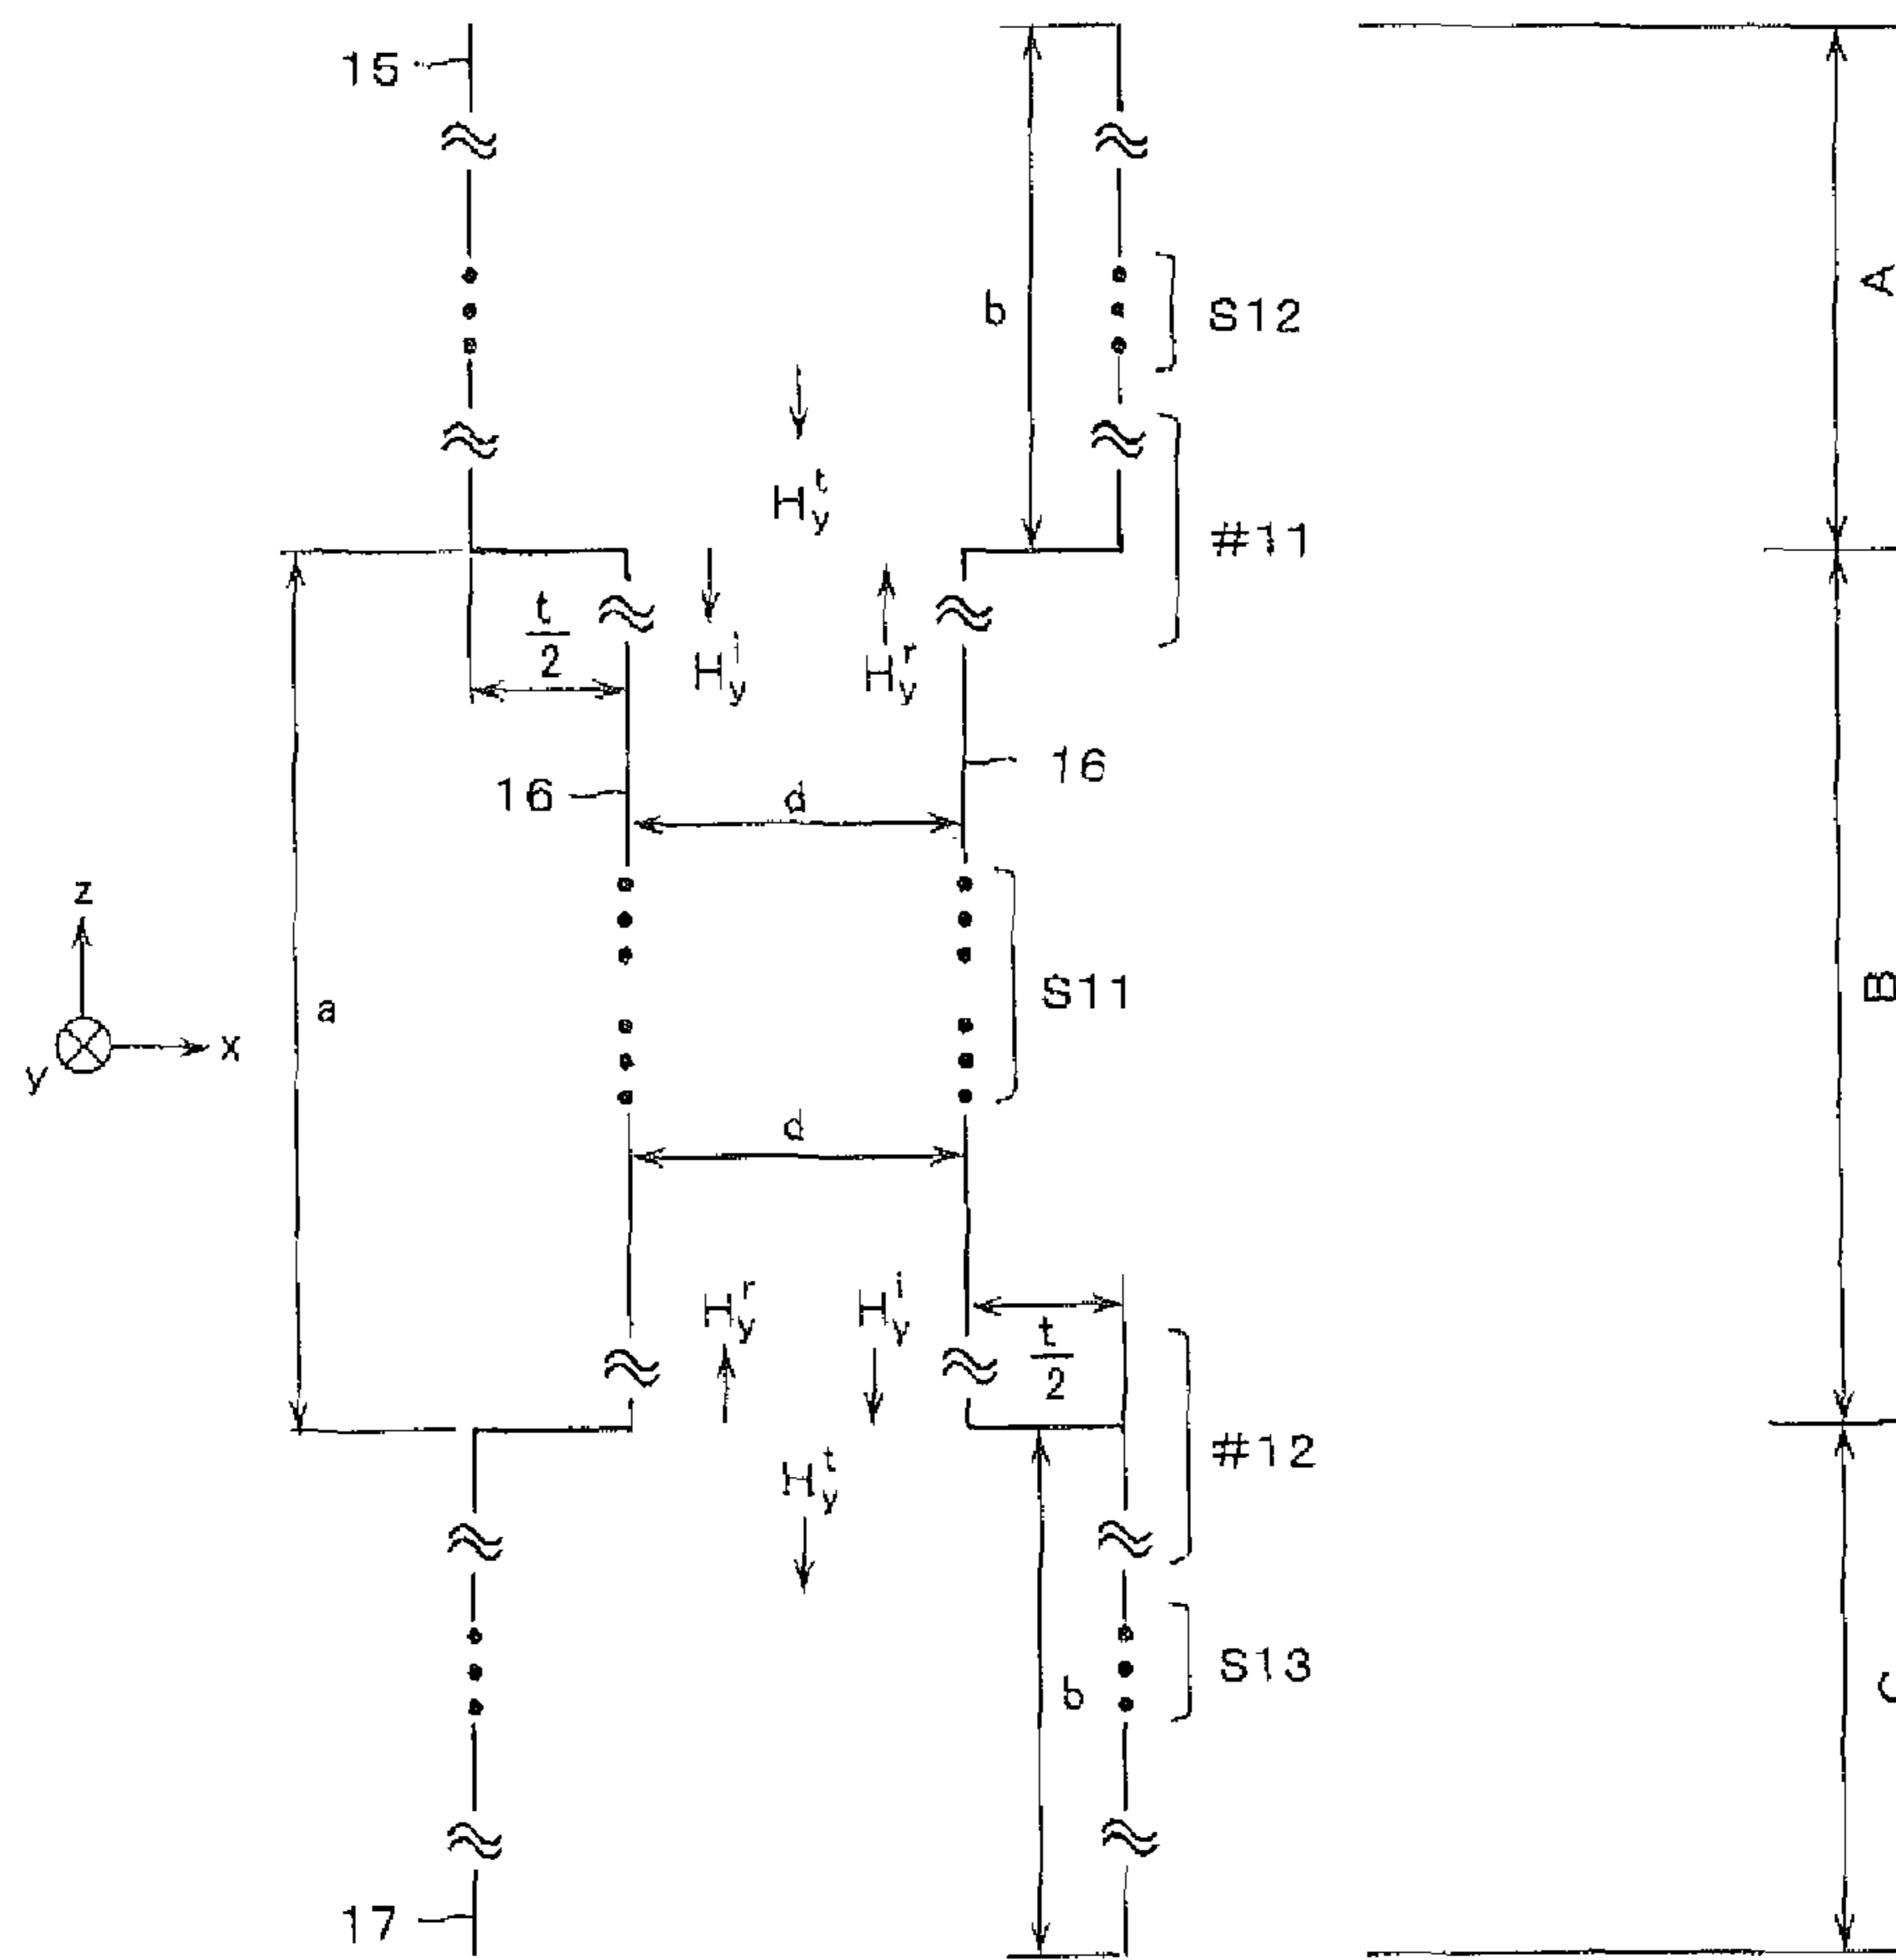 15
A
b
S12
H_y^t
#11
t/2
H_y^i
H_y^r
16
16
d
z
S11
a
B
x
y
d
H_y^r
H_y^i
t/2
#12
H_y^t
S13
b
C
17